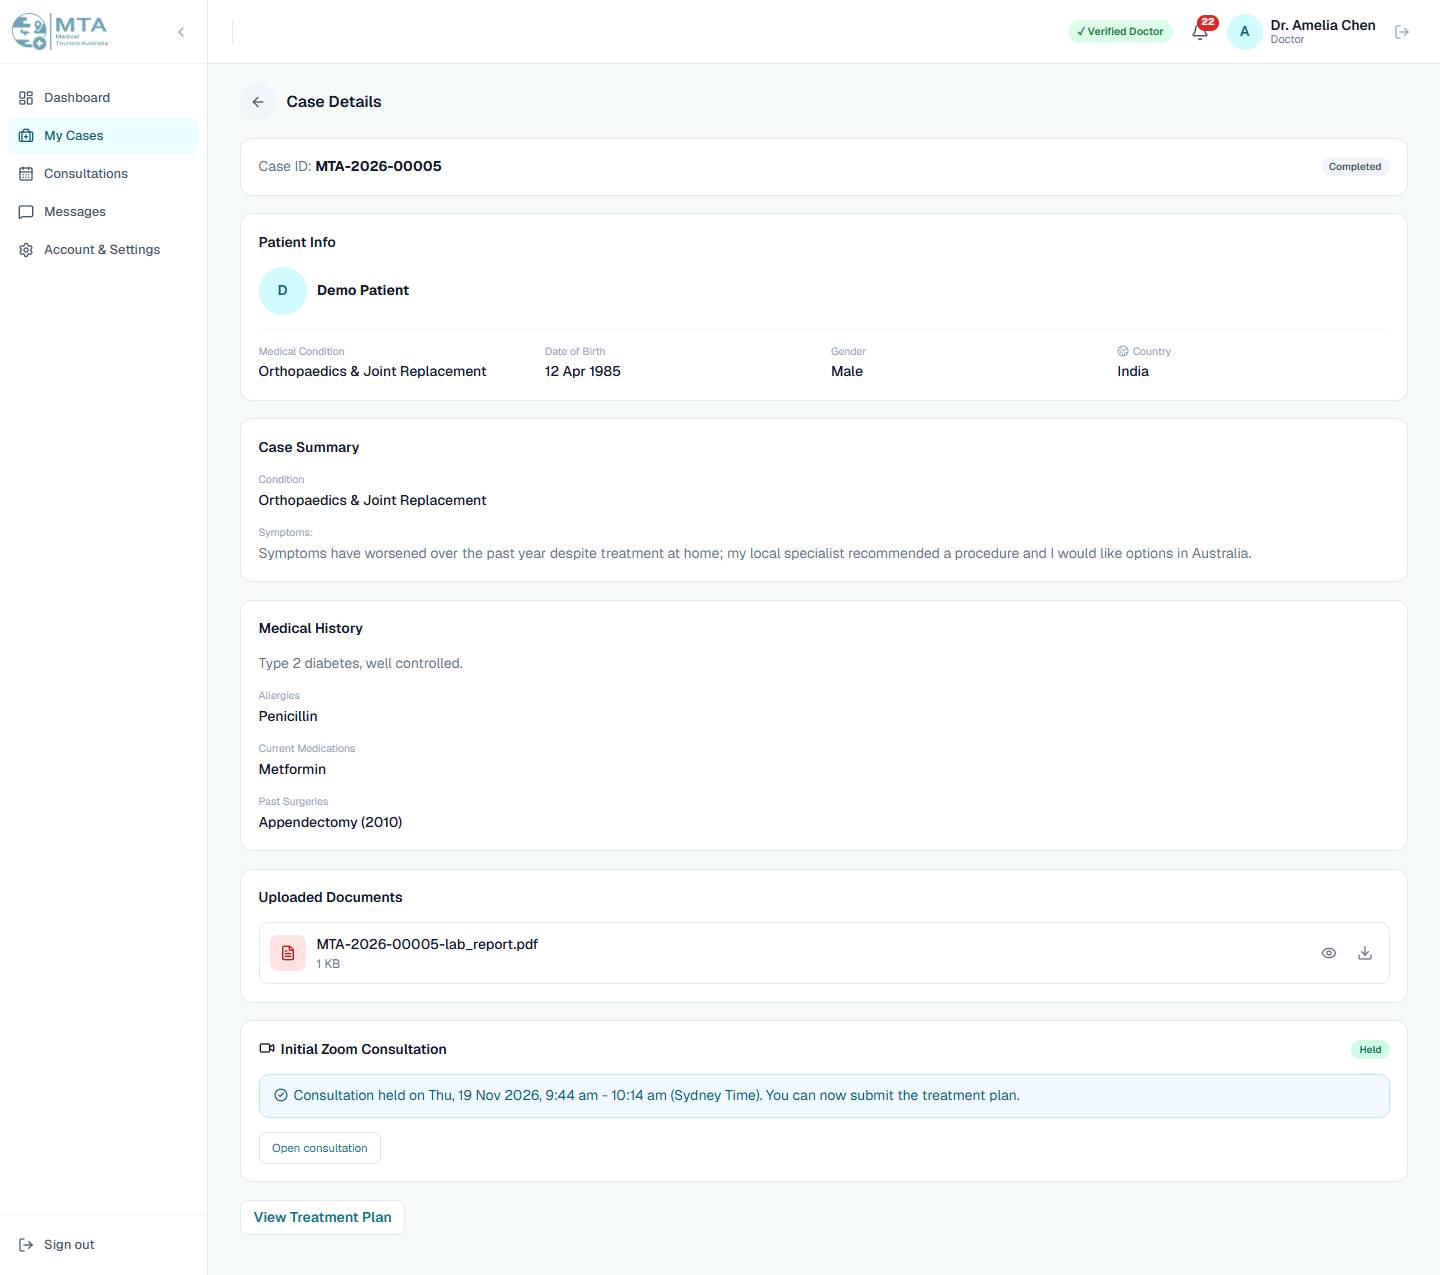 MTA
Medical
Tourism Australia
✓ Verified Doctor
22
A
Dr. Amelia Chen
Doctor
Dashboard
My Cases
Consultations
Messages
Account & Settings
Sign out
Case Details
Case ID: MTA-2026-00005
Completed
Patient Info
D
Demo Patient
Medical Condition
Orthopaedics & Joint Replacement
Date of Birth
12 Apr 1985
Gender
Male
Country
India
Case Summary
Condition
Orthopaedics & Joint Replacement
Symptoms:
Symptoms have worsened over the past year despite treatment at home; my local specialist recommended a procedure and I would like options in Australia.
Medical History
Type 2 diabetes, well controlled.
Allergies
Penicillin
Current Medications
Metformin
Past Surgeries
Appendectomy (2010)
Uploaded Documents
MTA-2026-00005-lab_report.pdf
1 KB
Initial Zoom Consultation
Held
Consultation held on Thu, 19 Nov 2026, 9:44 am - 10:14 am (Sydney Time). You can now submit the treatment plan.
Open consultation
View Treatment Plan